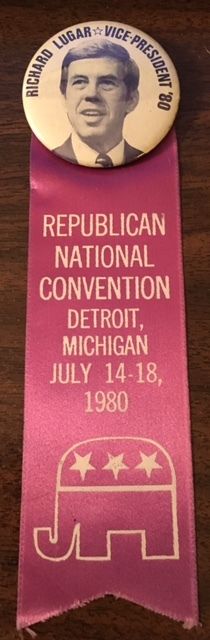 RICHARD LUGAR☆VICE-PRESIDENT '80
REPUBLICAN
NATIONAL
CONVENTION
DETROIT,
MICHIGAN
JULY 14-18,
1980